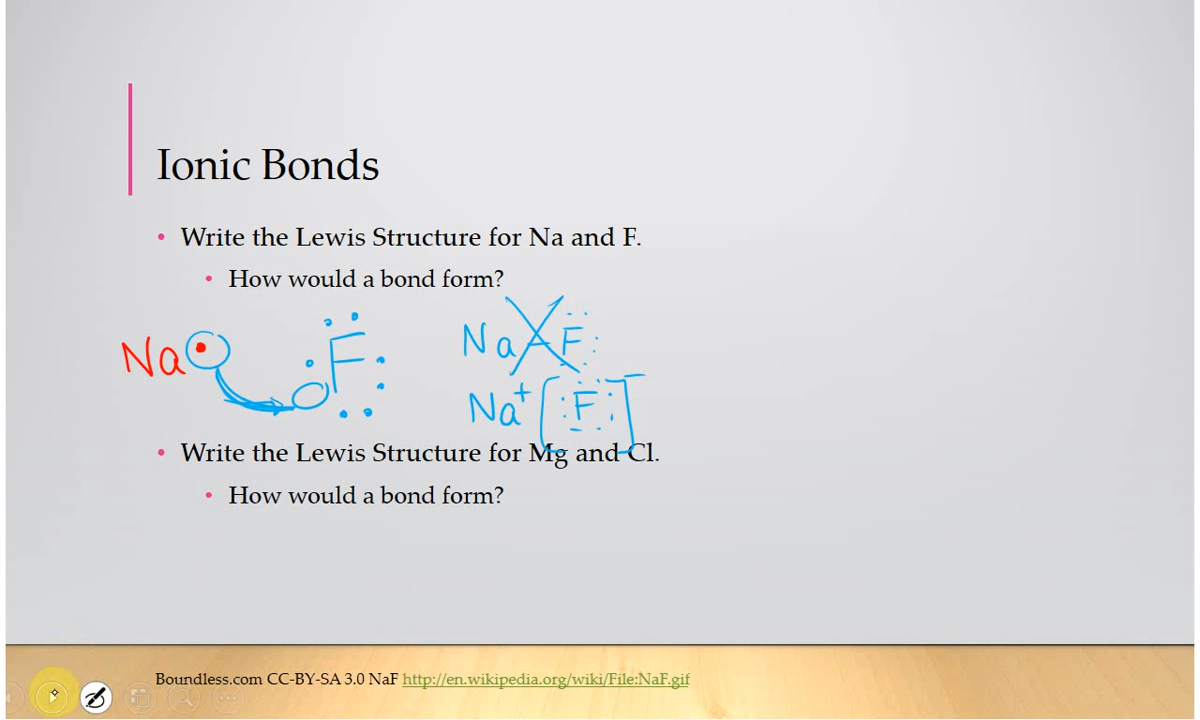 Ionic Bonds
• Write the Lewis Structure for Na and F.
• How would a bond form?
Na F Na-F
Na+ [F]-
• Write the Lewis Structure for Mg and Cl.
• How would a bond form?
Boundless.com CC-BY-SA 3.0 NaF http://en.wikipedia.org/wiki/File:NaF.gif